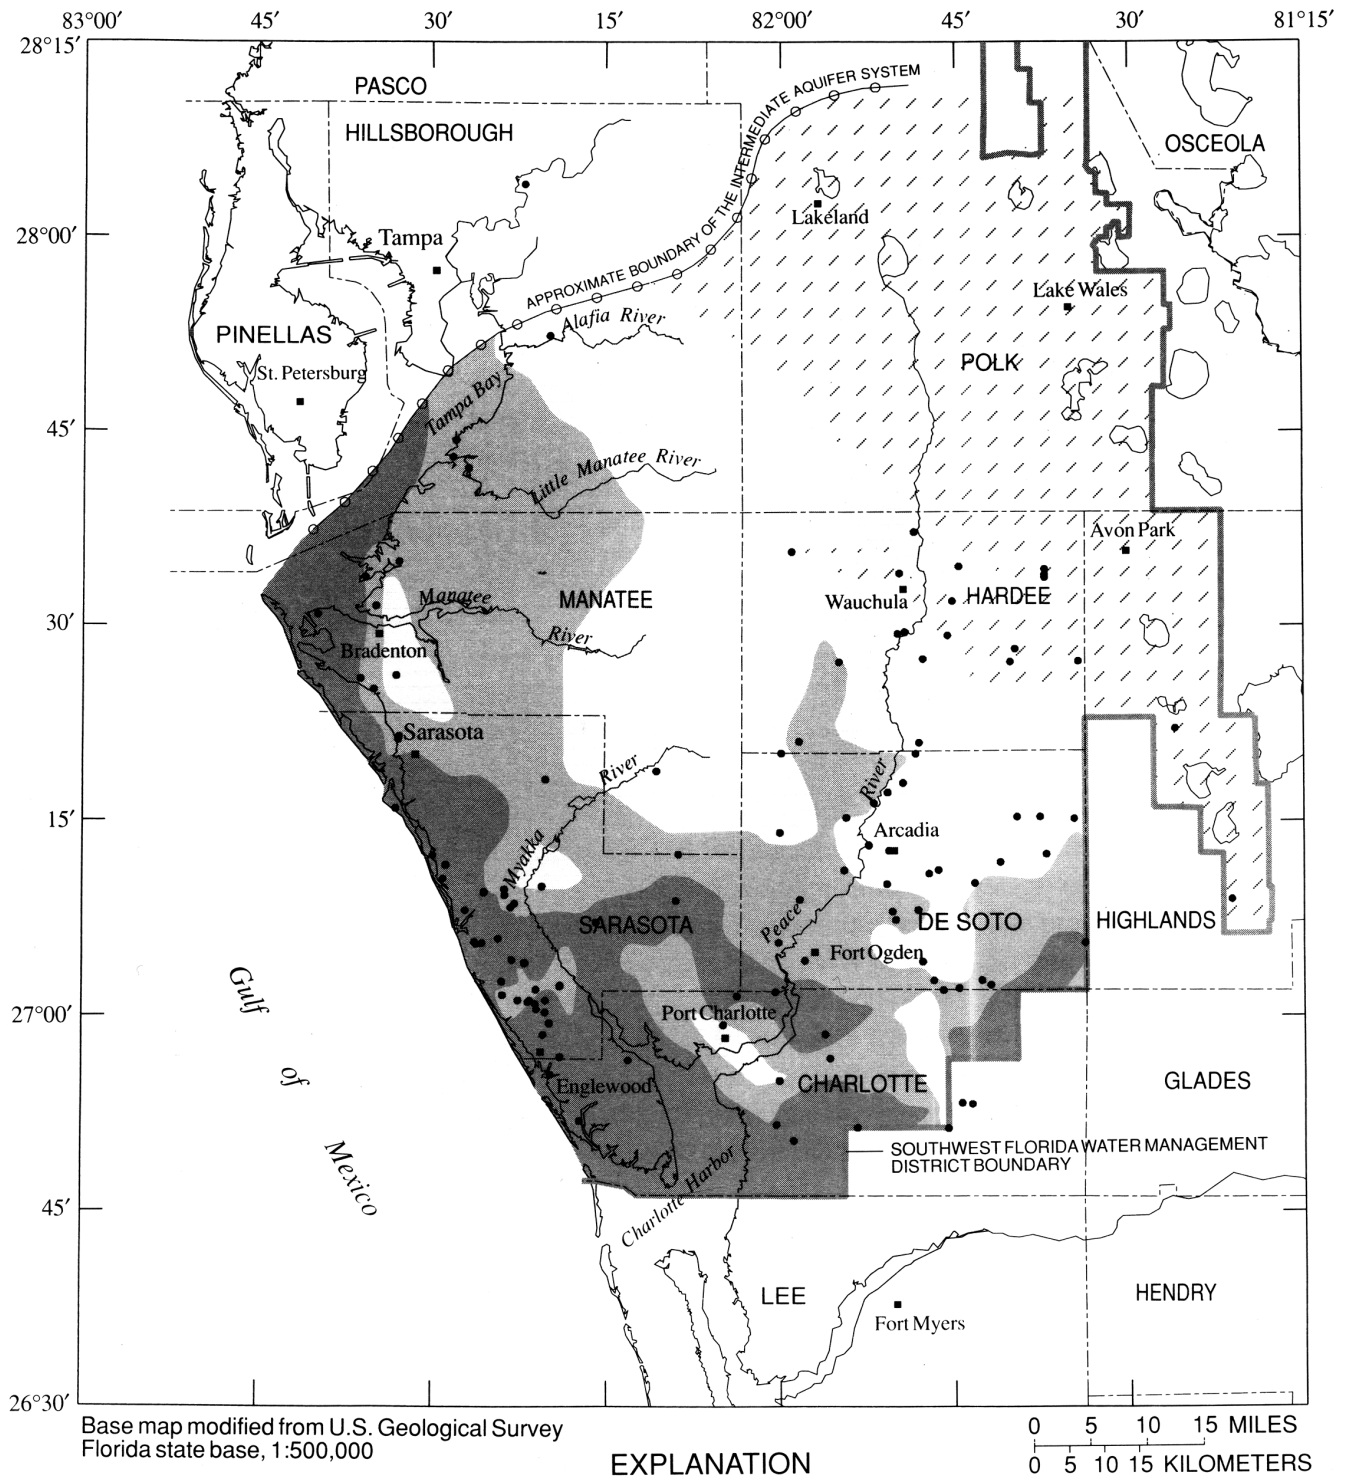 83°00′ 45′ 30′ 15′ 82°00′ 45′ 30′ 81°15′
28°15′
PASCO
HILLSBOROUGH
OSCEOLA
APPROXIMATE BOUNDARY OF THE INTERMEDIATE AQUIFER SYSTEM
Lakeland
28°00′
Tampa
Lake Wales
Alafia River
PINELLAS
POLK
St. Petersburg
Tampa Bay
45′
Little Manatee River
Avon Park
Manatee
River
MANATEE
Wauchula
HARDEE
30′
Bradenton
Sarasota
River
Myakka
River
15′
Arcadia
SARASOTA
Peace
DE SOTO
HIGHLANDS
Fort Ogden
Gulf
of
Mexico
27°00′
Port Charlotte
Englewood
CHARLOTTE
GLADES
SOUTHWEST FLORIDA WATER MANAGEMENT
DISTRICT BOUNDARY
Charlotte Harbor
45′
LEE
HENDRY
Fort Myers
26°30′
Base map modified from U.S. Geological Survey
Florida state base, 1:500,000
EXPLANATION
0 5 10 15 MILES
0 5 10 15 KILOMETERS